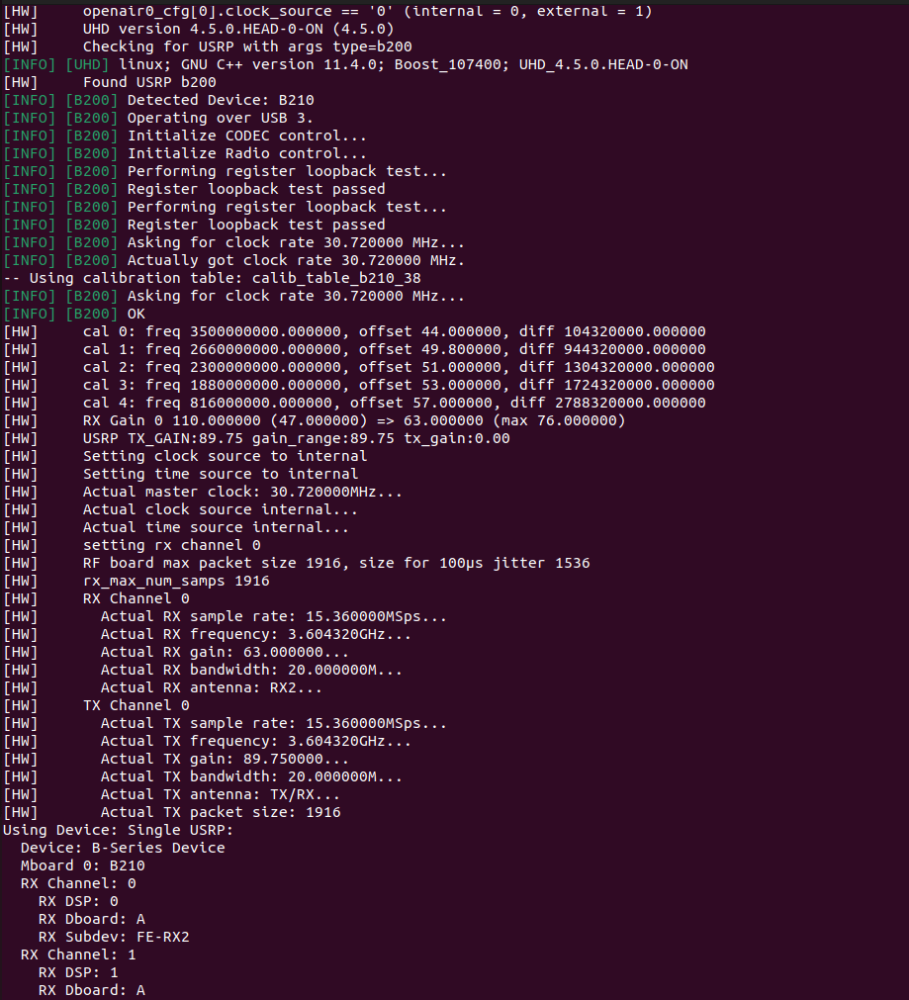 [HW]     openair0_cfg[0].clock_source == '0' (internal = 0, external = 1)
[HW]     UHD version 4.5.0.HEAD-0-ON (4.5.0)
[HW]     Checking for USRP with args type=b200
[INFO] [UHD] linux; GNU C++ version 11.4.0; Boost_107400; UHD_4.5.0.HEAD-0-ON
[HW]     Found USRP b200
[INFO] [B200] Detected Device: B210
[INFO] [B200] Operating over USB 3.
[INFO] [B200] Initialize CODEC control...
[INFO] [B200] Initialize Radio control...
[INFO] [B200] Performing register loopback test...
[INFO] [B200] Register loopback test passed
[INFO] [B200] Performing register loopback test...
[INFO] [B200] Register loopback test passed
[INFO] [B200] Asking for clock rate 30.720000 MHz...
[INFO] [B200] Actually got clock rate 30.720000 MHz.
-- Using calibration table: calib_table_b210_38
[INFO] [B200] Asking for clock rate 30.720000 MHz...
[INFO] [B200] OK
[HW]     cal 0: freq 3500000000.000000, offset 44.000000, diff 104320000.000000
[HW]     cal 1: freq 2660000000.000000, offset 49.800000, diff 944320000.000000
[HW]     cal 2: freq 2300000000.000000, offset 51.000000, diff 1304320000.000000
[HW]     cal 3: freq 1880000000.000000, offset 53.000000, diff 1724320000.000000
[HW]     cal 4: freq 816000000.000000, offset 57.000000, diff 2788320000.000000
[HW]     RX Gain 0 110.000000 (47.000000) => 63.000000 (max 76.000000)
[HW]     USRP TX_GAIN:89.75 gain_range:89.75 tx_gain:0.00
[HW]     Setting clock source to internal
[HW]     Setting time source to internal
[HW]     Actual master clock: 30.720000MHz...
[HW]     Actual clock source internal...
[HW]     Actual time source internal...
[HW]     setting rx channel 0
[HW]     RF board max packet size 1916, size for 100µs jitter 1536
[HW]     rx_max_num_samps 1916
[HW]     RX Channel 0
[HW]       Actual RX sample rate: 15.360000MSps...
[HW]       Actual RX frequency: 3.604320GHz...
[HW]       Actual RX gain: 63.000000...
[HW]       Actual RX bandwidth: 20.000000M...
[HW]       Actual RX antenna: RX2...
[HW]     TX Channel 0
[HW]       Actual TX sample rate: 15.360000MSps...
[HW]       Actual TX frequency: 3.604320GHz...
[HW]       Actual TX gain: 89.750000...
[HW]       Actual TX bandwidth: 20.000000M...
[HW]       Actual TX antenna: TX/RX...
[HW]       Actual TX packet size: 1916
Using Device: Single USRP:
  Device: B-Series Device
  Mboard 0: B210
  RX Channel: 0
    RX DSP: 0
    RX Dboard: A
    RX Subdev: FE-RX2
  RX Channel: 1
    RX DSP: 1
    RX Dboard: A